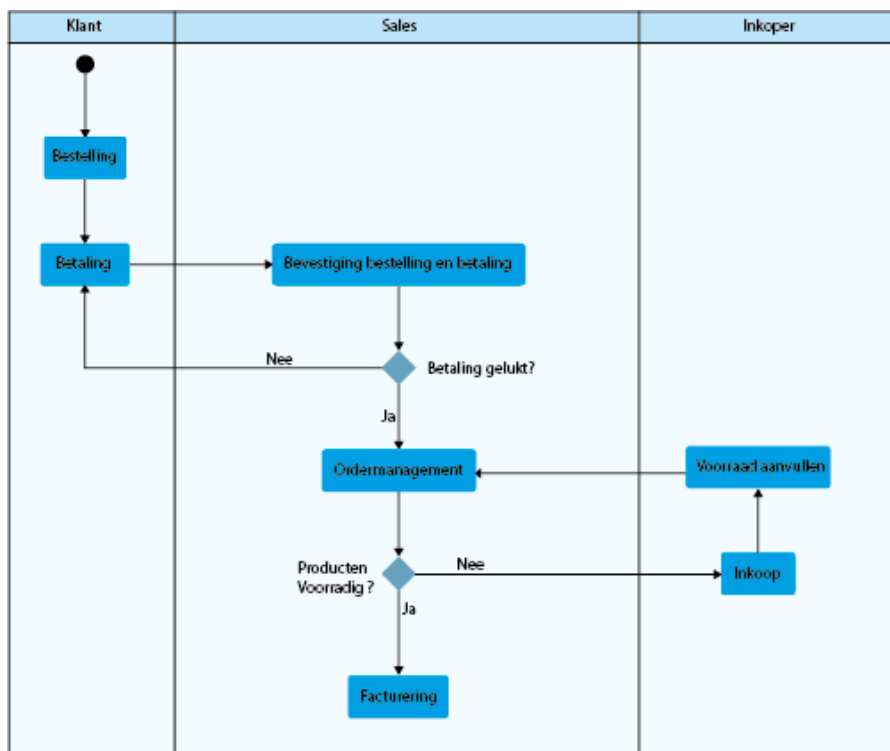 Klant
Sales
Inkoper
Bestelling
Betaling
Bevestiging bestelling en betaling
Nee
Betaling gelukt?
Ja
Ordermanagement
Voorraad aanvullen
Producten
Voorradig ?
Nee
Inkoop
Ja
Facturering